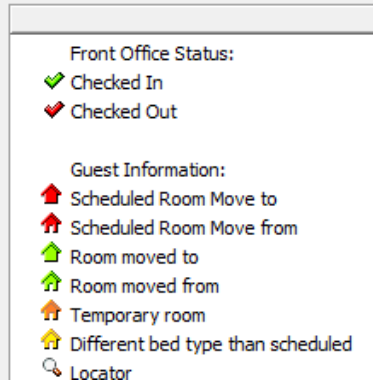 Front Office Status:
Checked In
Checked Out
Guest Information:
Scheduled Room Move to
Scheduled Room Move from
Room moved to
Room moved from
Temporary room
Different bed type than scheduled
Locator